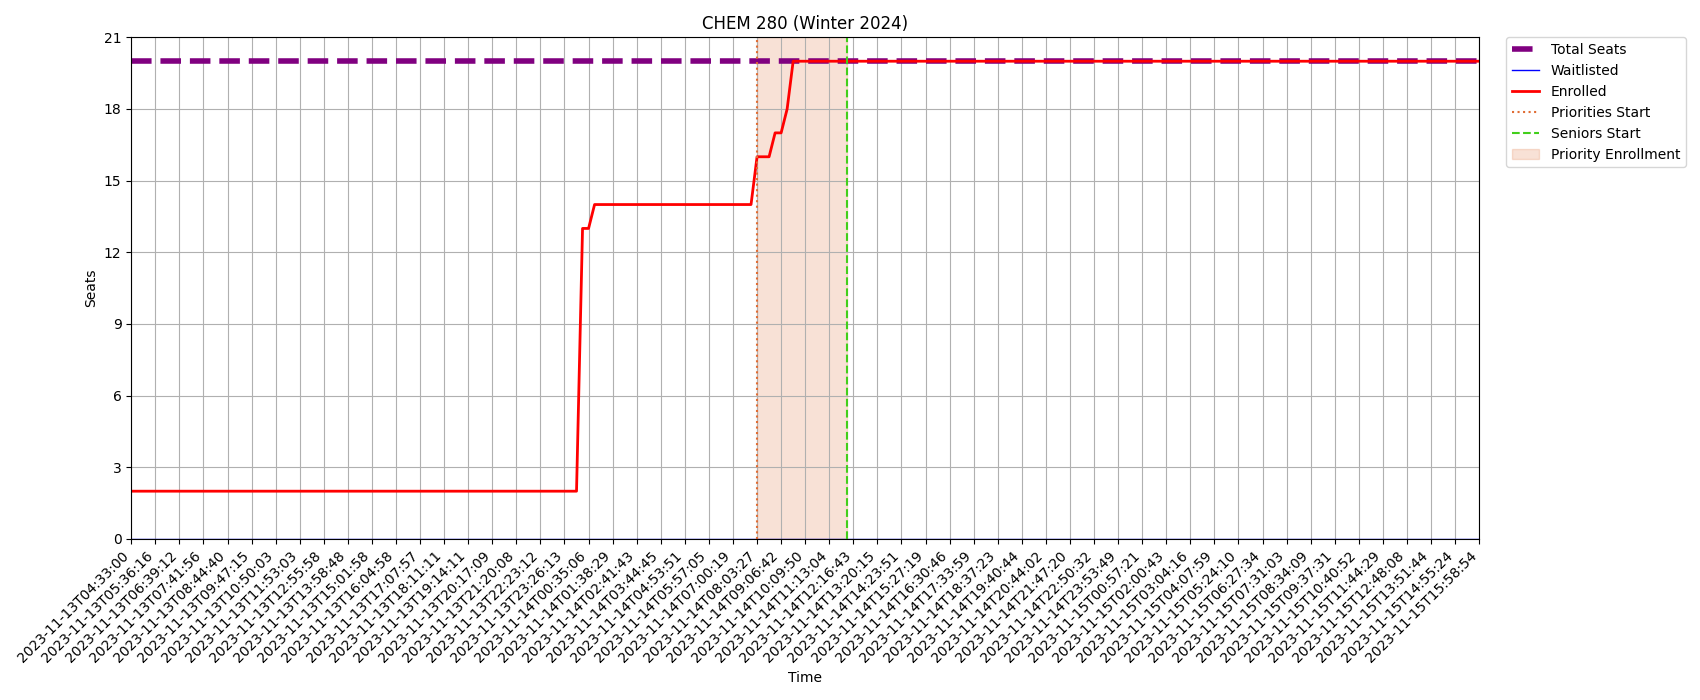 CHEM 280 (Winter 2024)
21
18
15
12
9
6
3
0
Seats
Total Seats
Waitlisted
Enrolled
Priorities Start
Seniors Start
Priority Enrollment
2023-11-13T04:33:00
2023-11-13T05:36:16
2023-11-13T06:39:12
2023-11-13T07:41:56
2023-11-13T08:44:40
2023-11-13T09:47:15
2023-11-13T10:50:03
2023-11-13T11:53:03
2023-11-13T12:55:58
2023-11-13T13:58:48
2023-11-13T15:01:58
2023-11-13T16:04:58
2023-11-13T17:07:57
2023-11-13T18:11:11
2023-11-13T19:14:11
2023-11-13T20:17:09
2023-11-13T21:20:08
2023-11-13T22:23:12
2023-11-13T23:26:13
2023-11-14T00:35:06
2023-11-14T01:38:29
2023-11-14T02:41:43
2023-11-14T03:44:45
2023-11-14T04:53:51
2023-11-14T05:57:05
2023-11-14T07:00:19
2023-11-14T08:03:27
2023-11-14T09:06:42
2023-11-14T10:09:50
2023-11-14T11:13:04
2023-11-14T12:16:43
2023-11-14T13:20:15
2023-11-14T14:23:51
2023-11-14T15:27:19
2023-11-14T16:30:46
2023-11-14T17:33:59
2023-11-14T18:37:23
2023-11-14T19:40:44
2023-11-14T20:44:02
2023-11-14T21:47:20
2023-11-14T22:50:32
2023-11-14T23:53:49
2023-11-15T00:57:21
2023-11-15T02:00:43
2023-11-15T03:04:16
2023-11-15T04:07:59
2023-11-15T05:24:10
2023-11-15T06:27:34
2023-11-15T07:31:03
2023-11-15T08:34:09
2023-11-15T09:37:31
2023-11-15T10:40:52
2023-11-15T11:44:29
2023-11-15T12:48:08
2023-11-15T13:51:44
2023-11-15T14:55:24
2023-11-15T15:58:54
Time